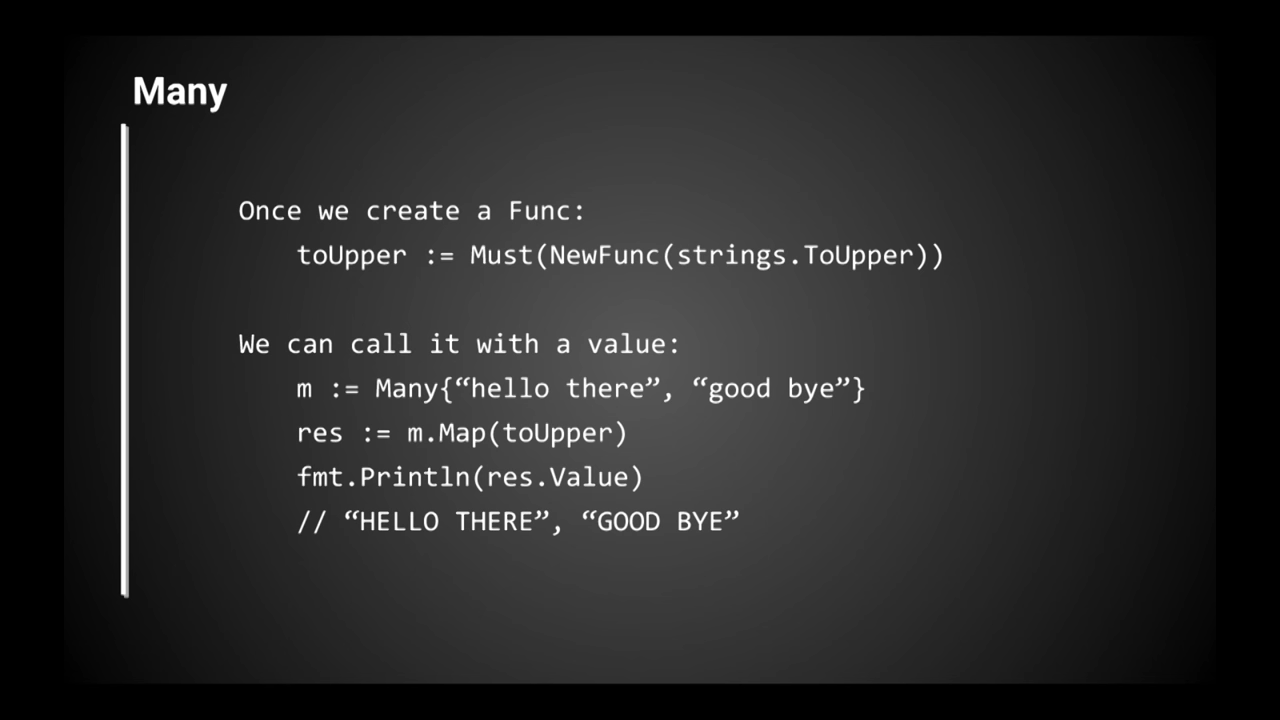 Many
Once we create a Func:
toUpper := Must(NewFunc(strings.ToUpper))
We can call it with a value:
m := Many{“hello there”, “good bye”}
res := m.Map(toUpper)
fmt.Println(res.Value)
// “HELLO THERE”, “GOOD BYE”